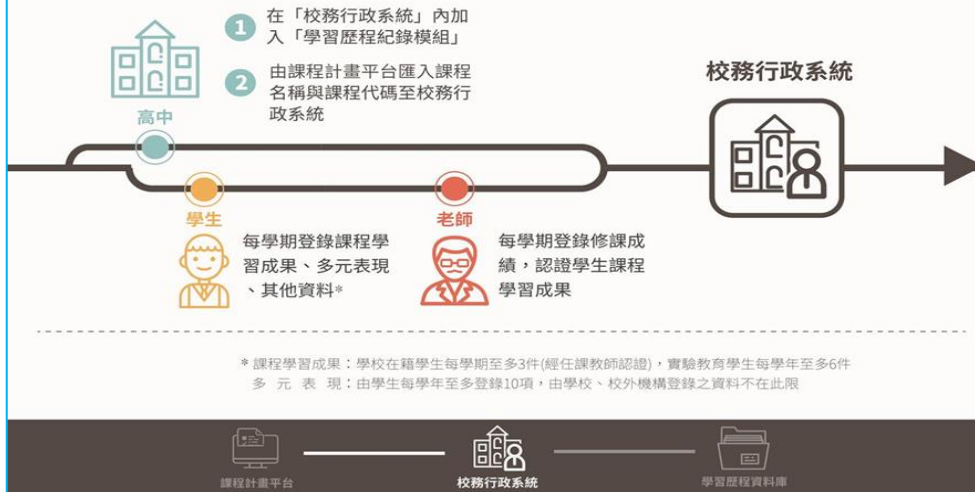 1 在「校務行政系統」內加
入「學習歷程紀錄模組」
2 由課程計畫平台匯入課程
名稱與課程代碼至校務行
政系統
高中
校務行政系統
學生
每學期登錄課程學
習成果、多元表現
、其他資料*
老師
每學期登錄修課成
績，認證學生課程
學習成果
* 課程學習成果：學校在籍學生每學期至多3件(經任課教師認證)，實驗教育學生每學年至多6件
多 元 表 現：由學生每學年至多登錄10項，由學校、校外機構登錄之資料不在此限
課程計畫平台
校務行政系統
學習歷程資料庫